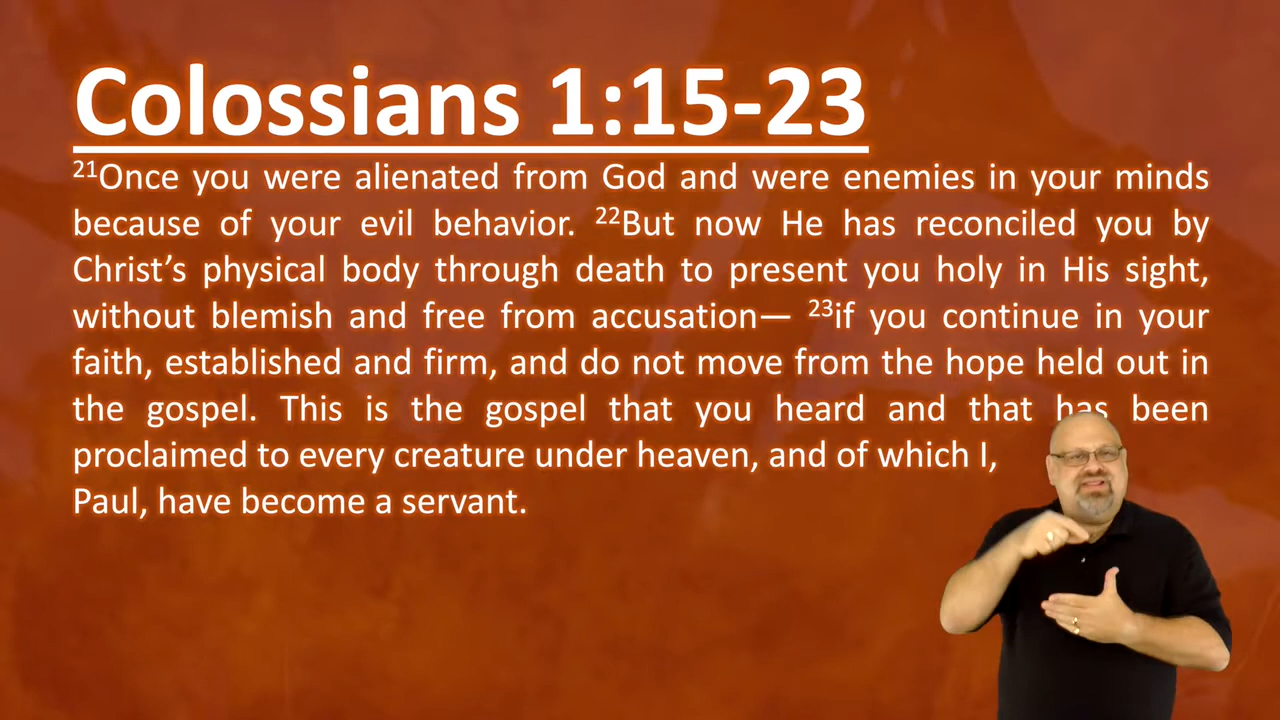 Colossians 1:15-23
²¹Once you were alienated from God and were enemies in your minds
because of your evil behavior. ²²But now He has reconciled you by
Christ’s physical body through death to present you holy in His sight,
without blemish and free from accusation— ²³if you continue in your
faith, established and firm, and do not move from the hope held out in
the gospel. This is the gospel that you heard and that has been
proclaimed to every creature under heaven, and of which I,
Paul, have become a servant.